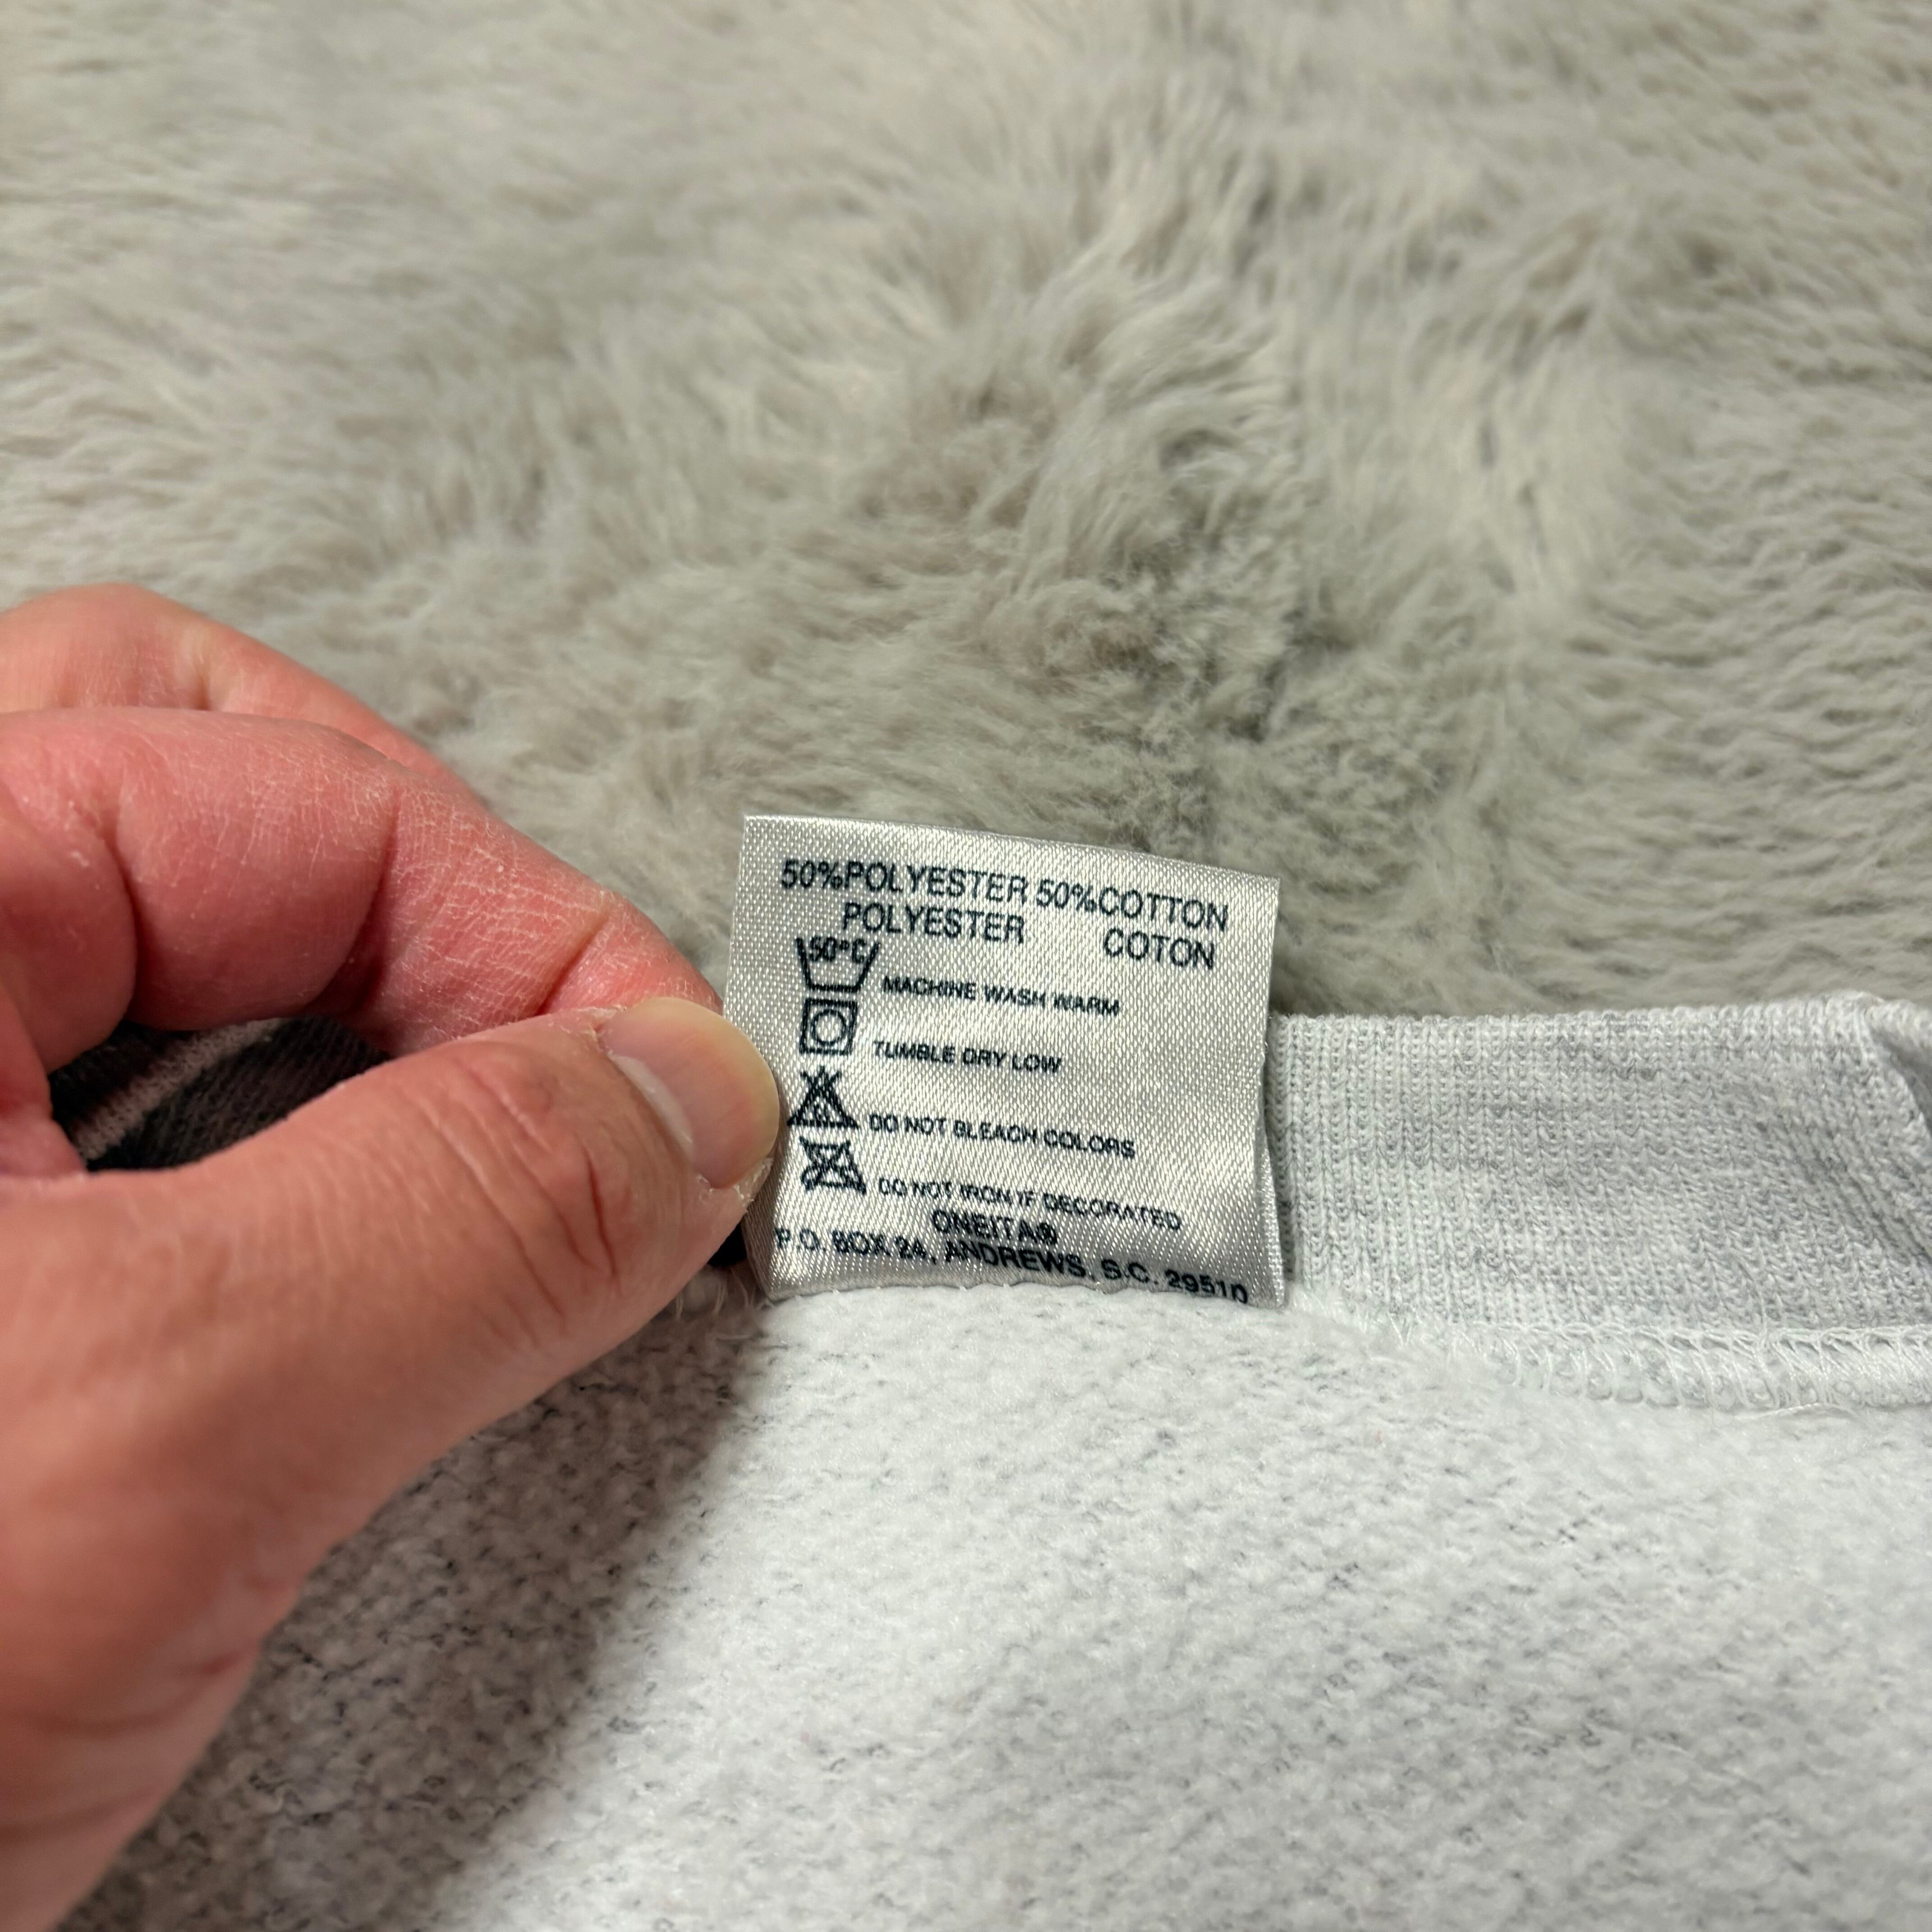 50%POLYESTER 50%COTTON
POLYESTER COTON
50°C
MACHINE WASH WARM
TUMBLE DRY LOW
DO NOT BLEACH COLORS
DO NOT IRON IF DECORATED
ONEITA®
P.O. BOX 24, ANDREWS, S.C. 29510